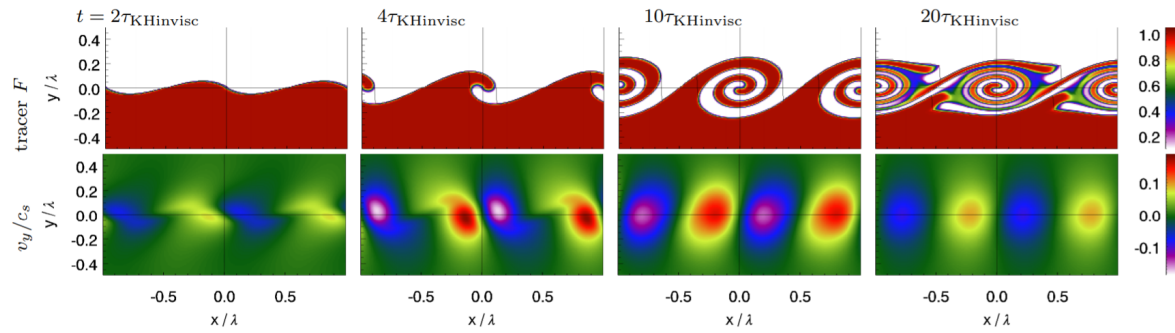 t = 2τKHinvisc 4τKHinvisc 10τKHinvisc 20τKHinvisc
tracer F
y / λ
0.4
0.2
0.0
-0.2
-0.4
1.0
0.8
0.6
0.4
0.2
vy/cs
y / λ
0.4
0.2
0.0
-0.2
-0.4
0.1
0.0
-0.1
-0.5 0.0 0.5 -0.5 0.0 0.5 -0.5 0.0 0.5 -0.5 0.0 0.5
x / λ x / λ x / λ x / λ